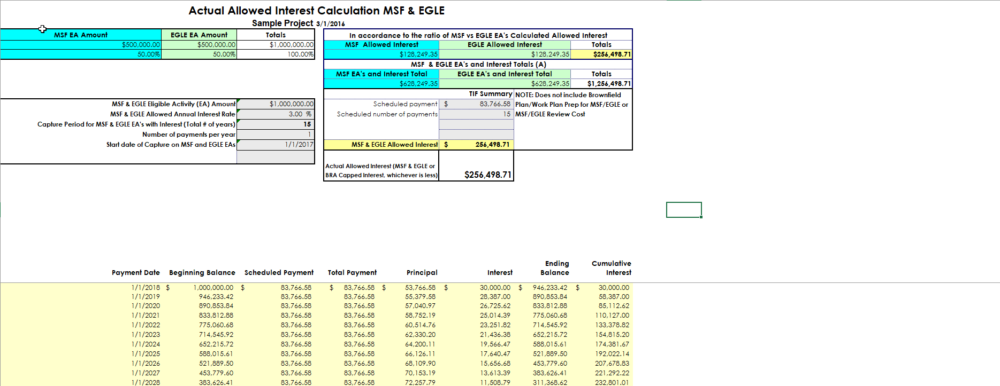 Actual Allowed Interest Calculation MSF & EGLE
Sample Project 3/1/2016
MSF EA Amount EGLE EA Amount Totals
$500,000.00 $500,000.00 $1,000,000.00
50.00% 50.00% 100.00%
In accordance to the ratio of MSF vs EGLE EA's Calculated Allowed Interest
MSF Allowed Interest EGLE Allowed Interest Totals
$128,249.35 $128,249.35 $256,498.71
MSF & EGLE EA's and Interest Totals (A)
MSF EA's and Interest Total EGLE EA's and Interest Total Totals
$628,249.35 $628,249.35 $1,256,498.71
MSF & EGLE Eligible Activity (EA) Amount $1,000,000.00
MSF & EGLE Allowed Annual Interest Rate 3.00 %
Capture Period for MSF & EGLE EA's with Interest (Total # of years) 15
Number of payments per year 1
Start date of Capture on MSF and EGLE EAs 1/1/2017
TIF Summary
Scheduled payment $ 83,766.58
Scheduled number of payments 15
MSF & EGLE Allowed Interest $ 256,498.71
NOTE: Does not include Brownfield
Plan/Work Plan Prep for MSF/EGLE or
MSF/EGLE Review Cost
Actual Allowed Interest (MSF & EGLE or
BRA Capped Interest, whichever is less) $256,498.71
Payment Date Beginning Balance Scheduled Payment Total Payment Principal Interest Ending Balance Cumulative Interest
1/1/2018 $ 1,000,000.00 $ 83,766.58 $ 83,766.58 $ 53,766.58 $ 30,000.00 $ 946,233.42 $ 30,000.00
1/1/2019 946,233.42 83,766.58 83,766.58 55,379.58 28,387.00 890,853.84 58,387.00
1/1/2020 890,853.84 83,766.58 83,766.58 57,040.97 26,725.62 833,812.88 85,112.62
1/1/2021 833,812.88 83,766.58 83,766.58 58,752.19 25,014.39 775,060.68 110,127.00
1/1/2022 775,060.68 83,766.58 83,766.58 60,514.76 23,251.82 714,545.92 133,378.82
1/1/2023 714,545.92 83,766.58 83,766.58 62,330.20 21,436.38 652,215.72 154,815.20
1/1/2024 652,215.72 83,766.58 83,766.58 64,200.11 19,566.47 588,015.61 174,381.67
1/1/2025 588,015.61 83,766.58 83,766.58 66,126.11 17,640.47 521,889.50 192,022.14
1/1/2026 521,889.50 83,766.58 83,766.58 68,109.90 15,656.68 453,779.60 207,678.83
1/1/2027 453,779.60 83,766.58 83,766.58 70,153.19 13,613.39 383,626.41 221,292.22
1/1/2028 383,626.41 83,766.58 83,766.58 72,257.79 11,508.79 311,368.62 232,801.01